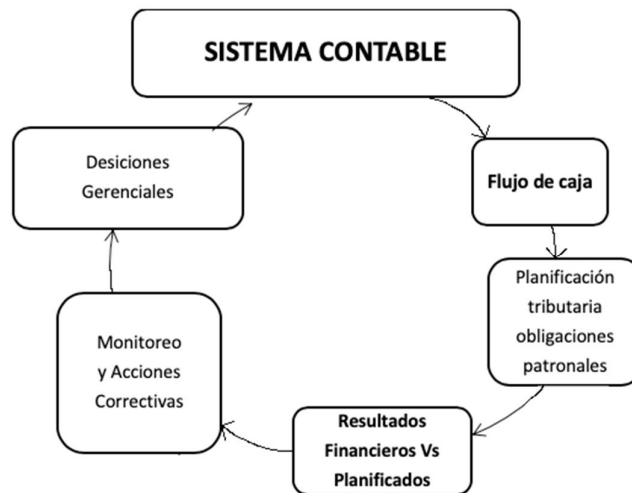 SISTEMA CONTABLE
Flujo de caja
Planificación
tributaria
obligaciones
patronales
Resultados
Financieros Vs
Planificados
Monitoreo
y Acciones
Correctivas
Desiciones
Gerenciales